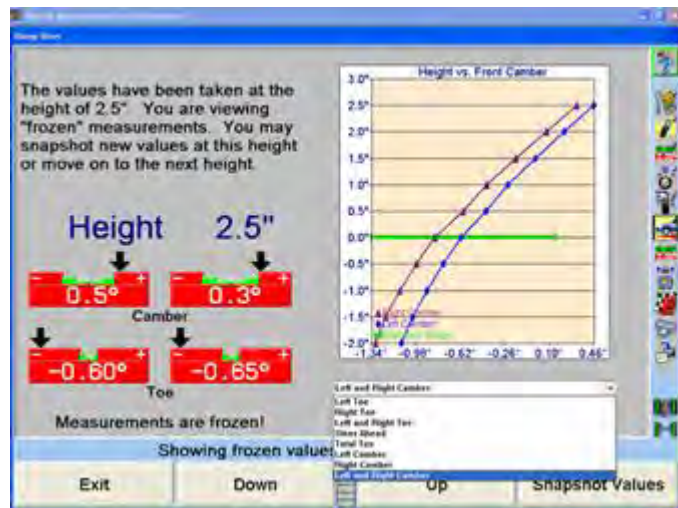 The values have been taken at the
height of 2.5" You are viewing
"frozen" measurements. You may
snapshot new values at this height
or move on to the next height.
Height 2.5"
- +
0.5°
- +
0.3°
Camber
-0.60°
-0.65°
Toe
Measurements are frozen!
Height vs. Front Camber
3.0"
2.5"
2.0"
1.5"
1.0"
0.5"
0.0"
-0.5"
-1.0"
-1.5"
-2.0"
Right Camber
Left Camber
-1.34° -0.98° -0.62° -0.26° 0.10° 0.46°
Left and Right Camber
Left Toe
Right Toe
Left and Right Toe
Steer Ahead
Total Toe
Left Camber
Right Camber
Left and Right Camber
Showing frozen value
Exit Down Up Snapshot Values